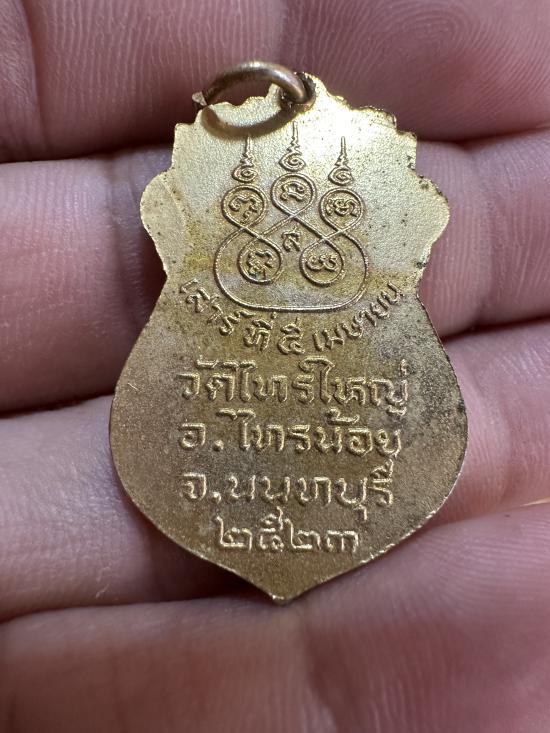 เสาร์ ที่ ๕ เมษายน
วัดไทรใหญ่
อ.ไทรน้อย
จ.นนทบุรี
๒๕๒๓